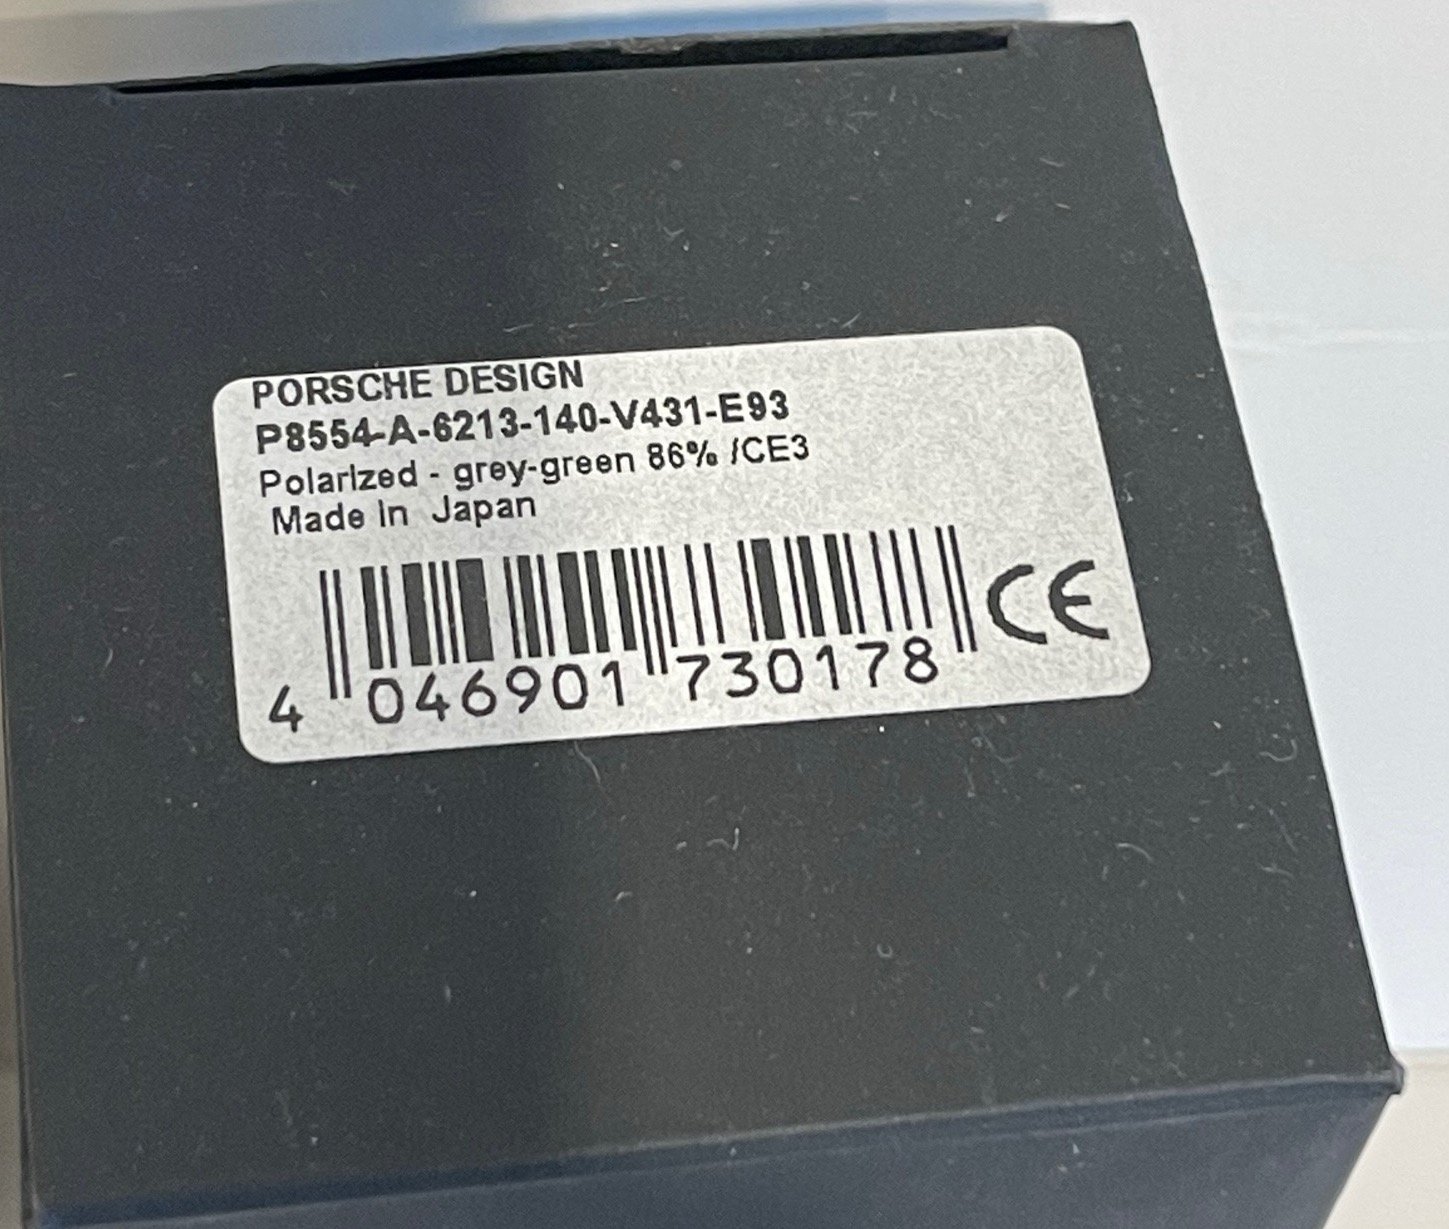 PORSCHE DESIGN
P8554-A-6213-140-V431-E93
Polarized - grey-green 86% /CE3
Made in Japan
CE
4 046901 730178